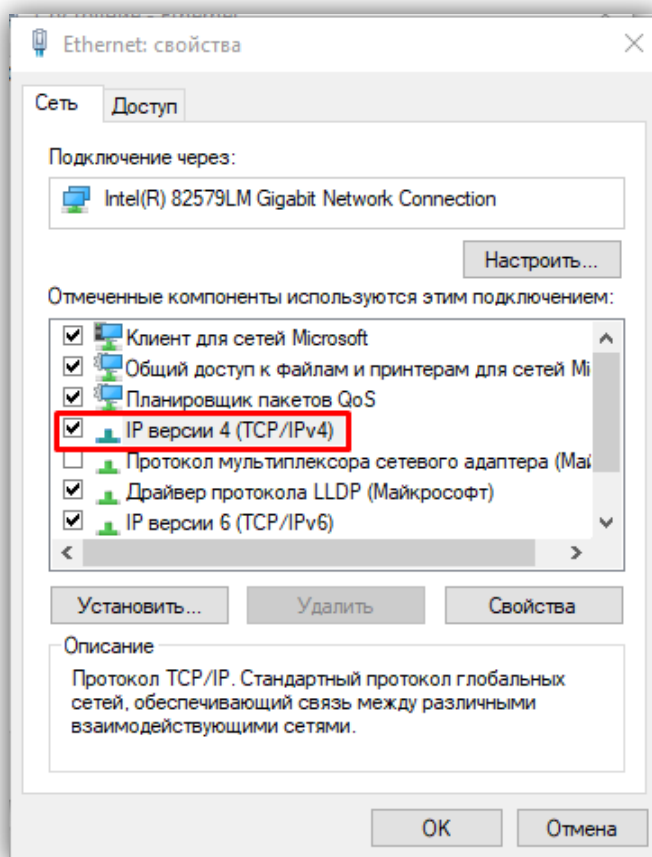 Ethernet: свойства
Сеть
Доступ
Подключение через:
Intel(R) 82579LM Gigabit Network Connection
Настроить...
Отмеченные компоненты используются этим подключением:
Клиент для сетей Microsoft
Общий доступ к файлам и принтерам для сетей Mi
Планировщик пакетов QoS
IP версии 4 (TCP/IPv4)
Протокол мультиплексора сетевого адаптера (Май
Драйвер протокола LLDP (Майкрософт)
IP версии 6 (TCP/IPv6)
Установить...
Удалить
Свойства
Описание
Протокол TCP/IP. Стандартный протокол глобальных
сетей, обеспечивающий связь между различными
взаимодействующими сетями.
OK
Отмена